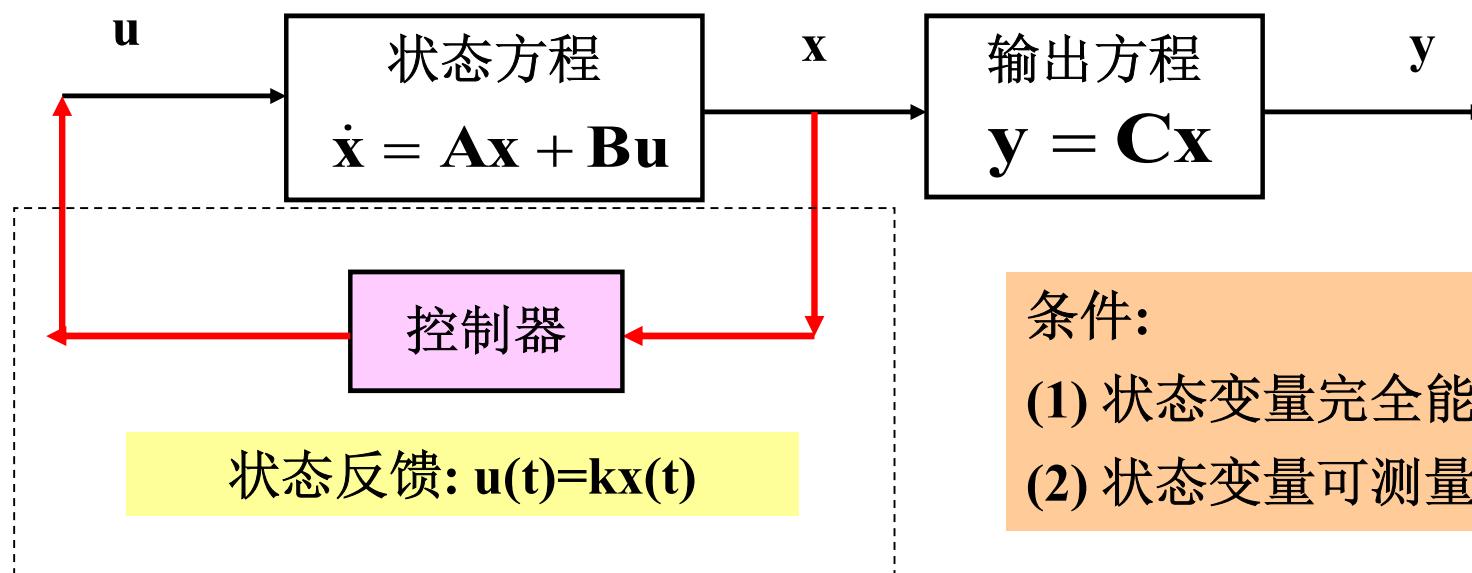 u
状态方程
ẋ = Ax + Bu
x
输出方程
y = Cx
y
控制器
状态反馈: u(t)=kx(t)
条件:
(1) 状态变量完全能
(2) 状态变量可测量